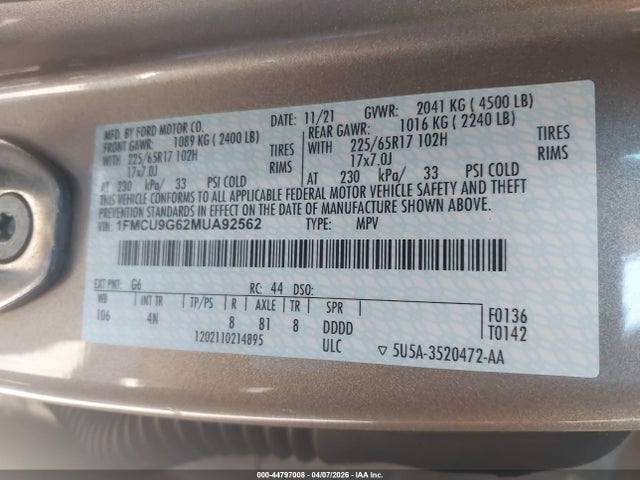 MFD. BY FORD MOTOR CO.
DATE: 11/21 GVWR: 2041 KG ( 4500 LB)
FRONT GAWR: 1089 KG ( 2400 LB)
REAR GAWR: 1016 KG ( 2240 LB)
WITH 225/65R17 102H TIRES
WITH 225/65R17 102H TIRES
17x7.0J RIMS
17x7.0J RIMS
AT 230 kPa/ 33 PSI COLD
AT 230 kPa/ 33 PSI COLD
THIS VEHICLE CONFORMS TO ALL APPLICABLE FEDERAL MOTOR VEHICLE SAFETY AND THEFT
PREVENTION STANDARDS IN EFFECT ON THE DATE OF MANUFACTURE SHOWN ABOVE.
VIN: 1FMCU9G62MUA92562 TYPE: MPV
EXT PNT: G6 RC: 44 DSO:
WB INT TR TP/PS R AXLE TR SPR
106 4N 8 81 8 DDDD
F0136
T0142
1202110214895 ULC ▽ 5U5A-3520472-AA
000-44797008 - 04/07/2026 - IAA Inc.